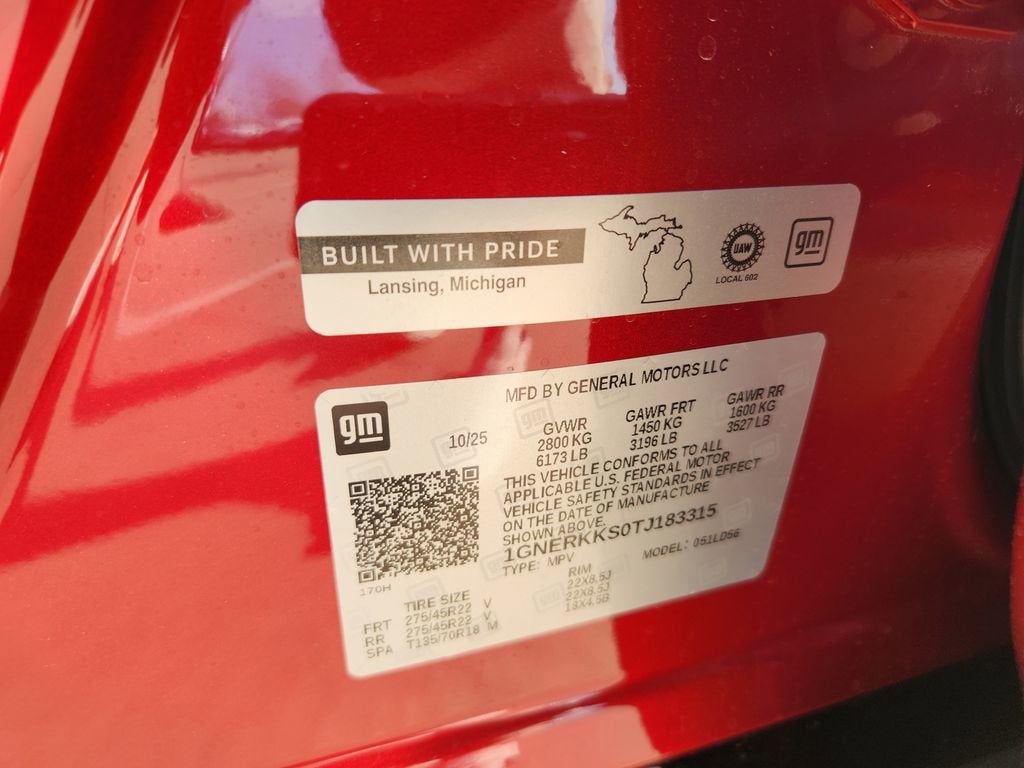 BUILT WITH PRIDE
Lansing, Michigan
UAW
LOCAL 602
gm
gm
MFD BY GENERAL MOTORS LLC
10/25
GVWR
2800 KG
6173 LB
GAWR FRT
1450 KG
3196 LB
GAWR RR
1600 KG
3527 LB
THIS VEHICLE CONFORMS TO ALL
APPLICABLE U.S. FEDERAL MOTOR
VEHICLE SAFETY STANDARDS IN EFFECT
ON THE DATE OF MANUFACTURE
SHOWN ABOVE.
1GNERKKS0TJ183315
TYPE: MPV MODEL: 051LD56
170H
TIRE SIZE RIM
FRT 275/45R22 V 22X8.5J
RR 275/45R22 V 22X8.5J
SPA T135/70R18 M 18X4.5B